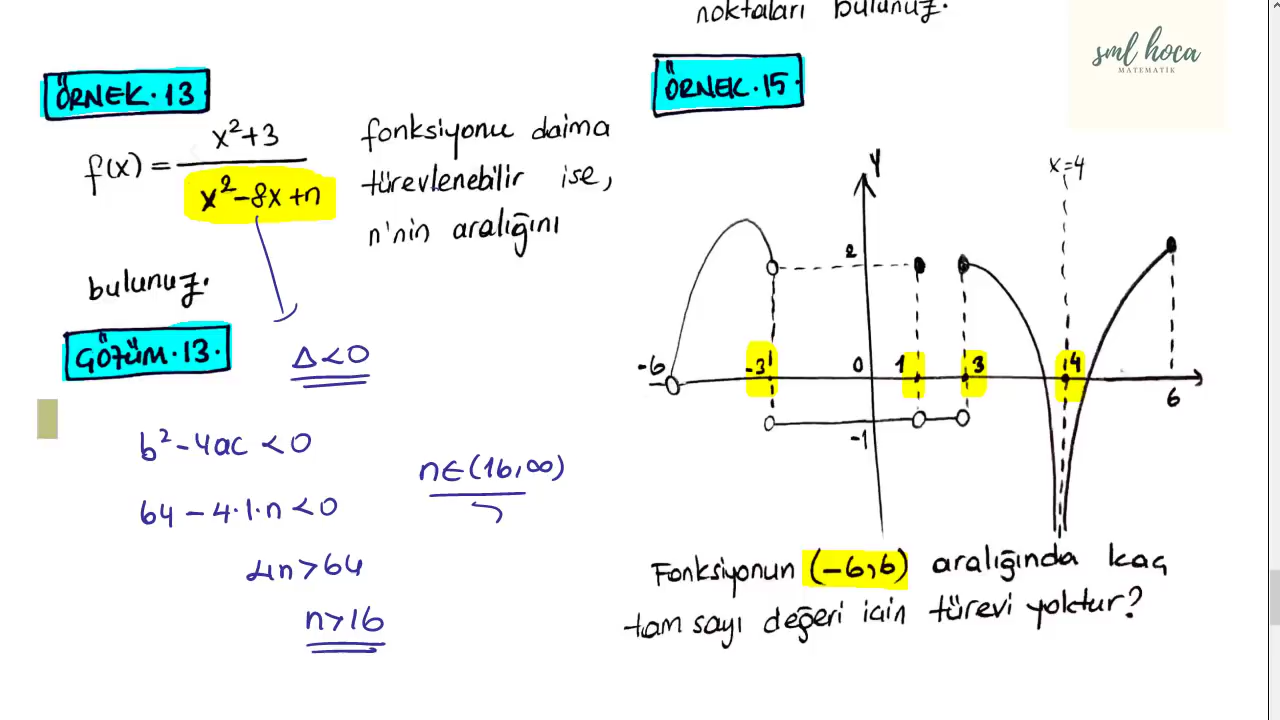 noktaları bulunuz.
sml hoca
MATEMATİK
ÖRNEK.13
f(x) = x²+3 / x²-8x+n fonksiyonu daima
türevlenebilir ise,
n'nin aralığını
bulunuz.
ÇÖZÜM.13
Δ<0
b²-4ac<0
64-4·1·n<0
4n>64
n>16
n∈(16,∞)
ÖRNEK.15
y
x=4
2
-6
-3
0
1
3
4
6
-1
Fonksiyonun (-6,6) aralığında kaç
tam sayı değeri için türevi yoktur?